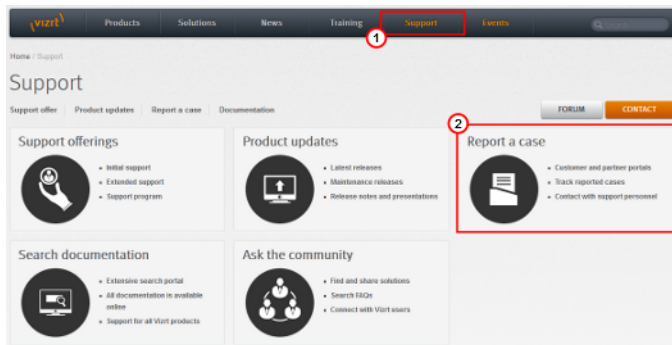 vizrt Products Solutions News Training Support Events Search
1
Home / Support
Support
Support offer Product updates Report a case Documentation FORUM CONTACT
2
Support offerings
• Initial support
• Extended support
• Support program
Product updates
• Latest releases
• Maintenance releases
• Release notes and presentations
Report a case
• Customer and partner portals
• Track reported cases
• Contact with support personnel
Search documentation
• Extensive search portal
• All documentation is available
online
• Support for all Vizrt products
Ask the community
• Find and share solutions
• Search FAQs
• Connect with Vizrt users